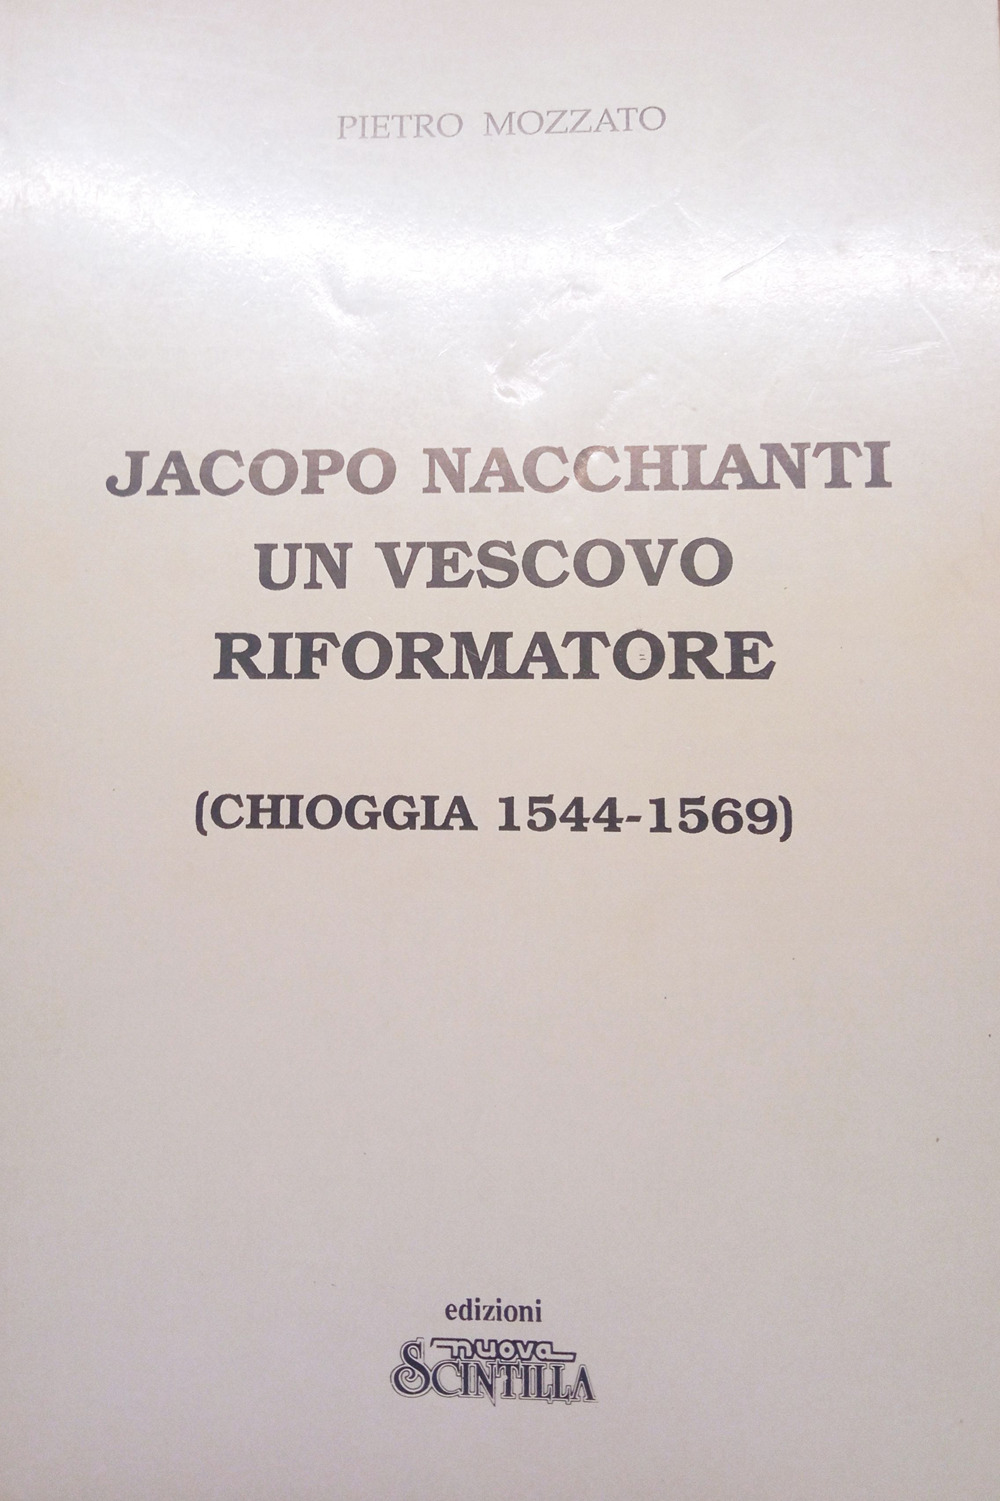 PIETRO MOZZATO
JACOPO NACCHIANTI
UN VESCOVO
RIFORMATORE
(CHIOGGIA 1544-1569)
edizioni
nuova
SCINTILLA